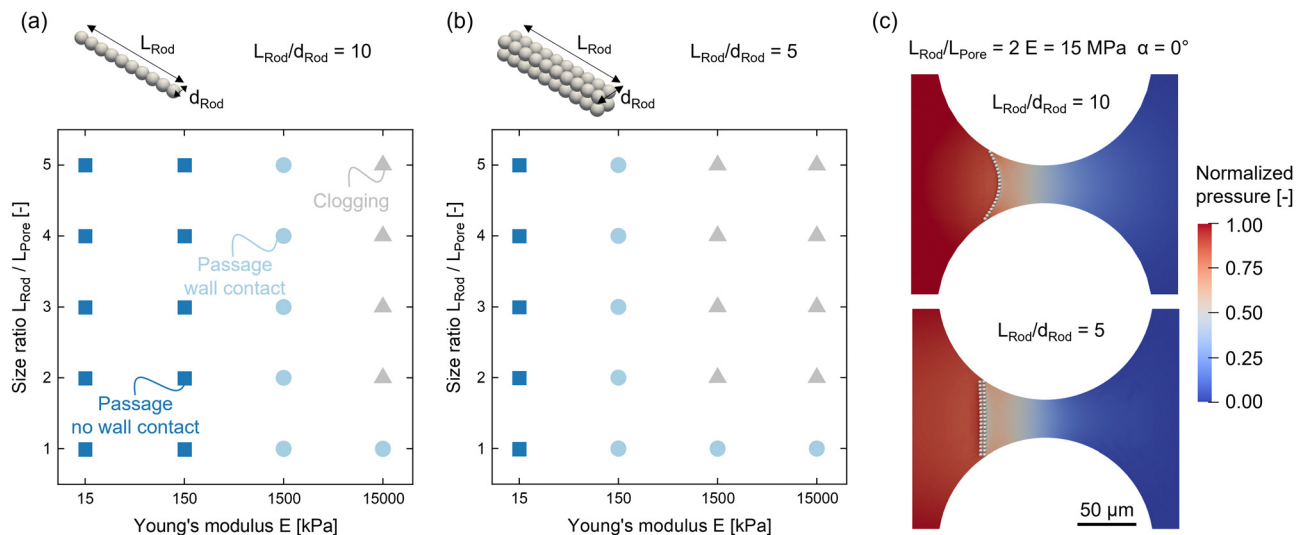 (a)
L_Rod
d_Rod
L_Rod/d_Rod = 10
Size ratio L_Rod / L_Pore [-]
5
4
3
2
1
Clogging
Passage
wall contact
Passage
no wall contact
15
150
1500
15000
Young's modulus E [kPa]
(b)
L_Rod
d_Rod
L_Rod/d_Rod = 5
Size ratio L_Rod / L_Pore [-]
5
4
3
2
1
15
150
1500
15000
Young's modulus E [kPa]
(c)
L_Rod/L_Pore = 2 E = 15 MPa α = 0°
L_Rod/d_Rod = 10
L_Rod/d_Rod = 5
50 µm
Normalized
pressure [-]
1.00
0.75
0.50
0.25
0.00